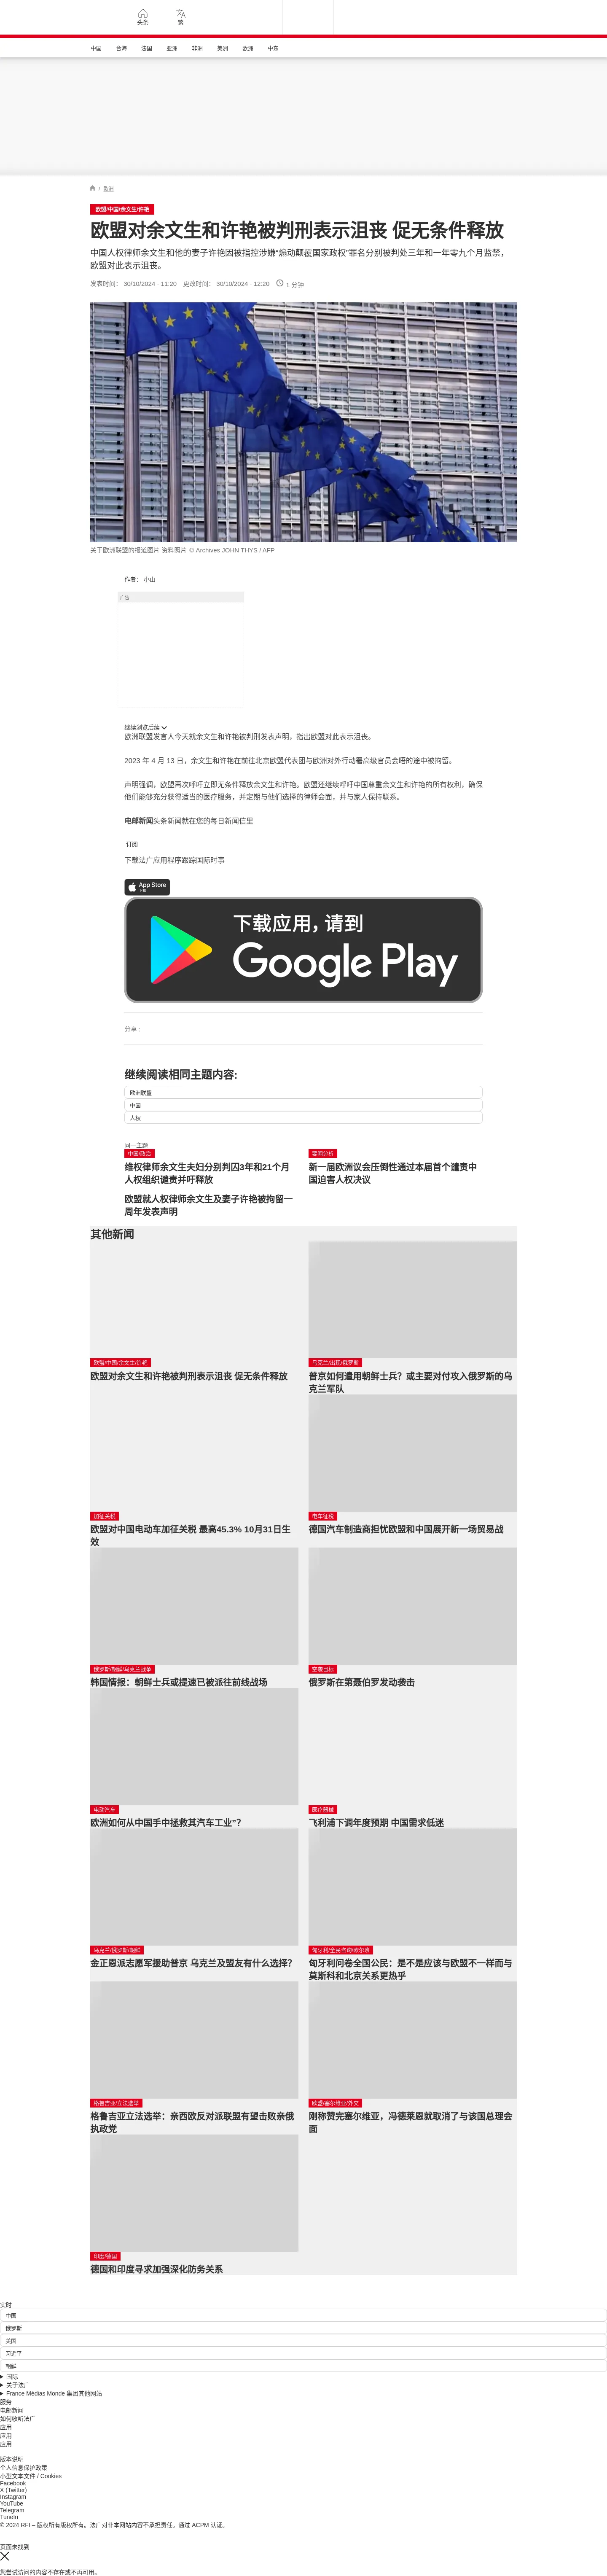 头条
繁
中国 台海 法国 亚洲 非洲 美洲 欧洲 中东
/ 欧洲
欧盟/中国/余文生/许艳
欧盟对余文生和许艳被判刑表示沮丧 促无条件释放
中国人权律师余文生和他的妻子许艳因被指控涉嫌“煽动颠覆国家政权”罪名分别被判处三年和一年零九个月监禁，
欧盟对此表示沮丧。
发表时间： 30/10/2024 - 11:20 更改时间： 30/10/2024 - 12:20 1 分钟
关于欧洲联盟的报道图片 资料照片 © Archives JOHN THYS / AFP
作者： 小山
广告
继续浏览后续
欧洲联盟发言人今天就余文生和许艳被判刑发表声明，指出欧盟对此表示沮丧。
2023 年 4 月 13 日，余文生和许艳在前往北京欧盟代表团与欧洲对外行动署高级官员会晤的途中被拘留。
声明强调，欧盟再次呼吁立即无条件释放余文生和许艳。欧盟还继续呼吁中国尊重余文生和许艳的所有权利，确保
他们能够充分获得适当的医疗服务，并定期与他们选择的律师会面，并与家人保持联系。
电邮新闻头条新闻就在您的每日新闻信里
订阅
下载法广应用程序跟踪国际时事
App Store
下载
下载应用，请到
Google Play
分享 :
继续阅读相同主题内容:
欧洲联盟
中国
人权
同一主题
中国/政治
维权律师余文生夫妇分别判囚3年和21个月
人权组织谴责并吁释放
要闻分析
新一届欧洲议会压倒性通过本届首个谴责中
国迫害人权决议
欧盟就人权律师余文生及妻子许艳被拘留一
周年发表声明
其他新闻
欧盟/中国/余文生/许艳
欧盟对余文生和许艳被判刑表示沮丧 促无条件释放
乌克兰/出现/俄罗斯
普京如何遣用朝鲜士兵？或主要对付攻入俄罗斯的乌
克兰军队
加征关税
欧盟对中国电动车加征关税 最高45.3% 10月31日生
效
电车征税
德国汽车制造商担忧欧盟和中国展开新一场贸易战
俄罗斯/朝鲜/乌克兰战争
韩国情报：朝鲜士兵或提速已被派往前线战场
空袭目标
俄罗斯在第聂伯罗发动袭击
电动汽车
欧洲如何从中国手中拯救其汽车工业”？
医疗器械
飞利浦下调年度预期 中国需求低迷
乌克兰/俄罗斯/朝鲜
金正恩派志愿军援助普京 乌克兰及盟友有什么选择？
匈牙利/全民咨询/欧尔班
匈牙利问卷全国公民：是不是应该与欧盟不一样而与
莫斯科和北京关系更热乎
格鲁吉亚/立法选举
格鲁吉亚立法选举：亲西欧反对派联盟有望击败亲俄
执政党
欧盟/塞尔维亚/外交
刚称赞完塞尔维亚，冯德莱恩就取消了与该国总理会
面
印度/德国
德国和印度寻求加强深化防务关系
实时
中国
俄罗斯
美国
习近平
朝鲜
国际
关于法广
France Médias Monde 集团其他网站
服务
电邮新闻
如何收听法广
应用
应用
应用
版本说明
个人信息保护政策
小型文本文件 / Cookies
Facebook
X (Twitter)
Instagram
YouTube
Telegram
TuneIn
© 2024 RFI – 版权所有版权所有。法广对非本网站内容不承担责任。通过 ACPM 认证。
页面未找到
您尝试访问的内容不存在或不再可用。